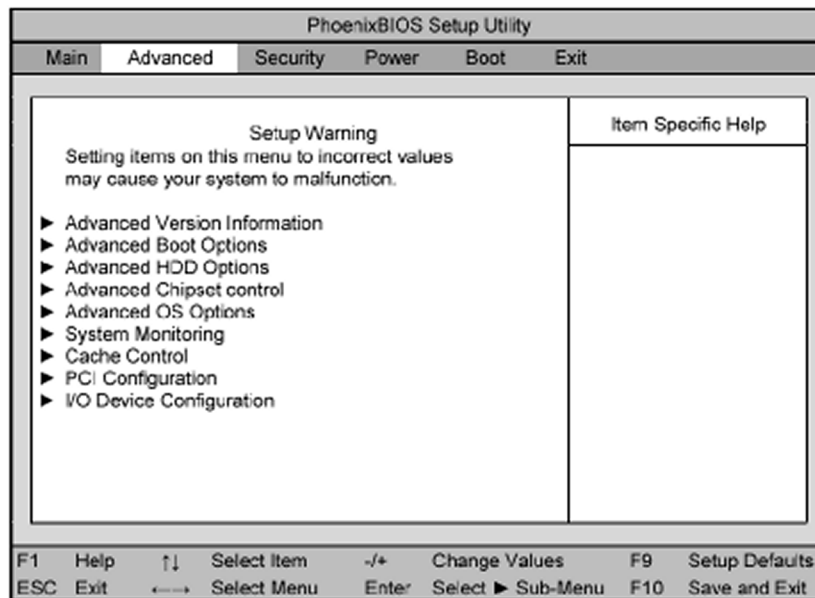 PhoenixBIOS Setup Utility
Main Advanced Security Power Boot Exit
Setup Warning
Setting items on this menu to incorrect values
may cause your system to malfunction.
► Advanced Version Information
► Advanced Boot Options
► Advanced HDD Options
► Advanced Chipset control
► Advanced OS Options
► System Monitoring
► Cache Control
► PCI Configuration
► I/O Device Configuration
Item Specific Help
F1 Help ↑↓ Select Item -/+ Change Values F9 Setup Defaults
ESC Exit ←→ Select Menu Enter Select ► Sub-Menu F10 Save and Exit